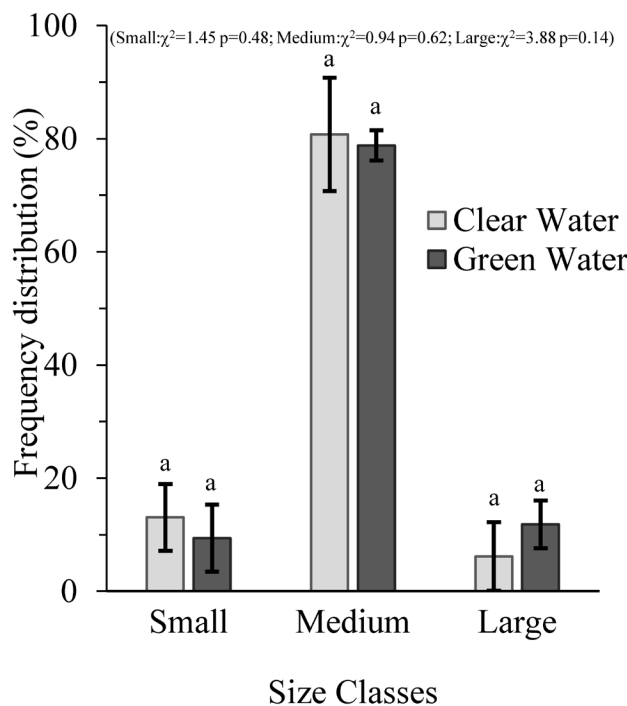 100
(Small:χ²=1.45 p=0.48; Medium:χ²=0.94 p=0.62; Large:χ²=3.88 p=0.14)
a
a
80
Clear Water
Green Water
60
Frequency distribution (%)
40
20
a
a
a
a
0
Small Medium Large
Size Classes